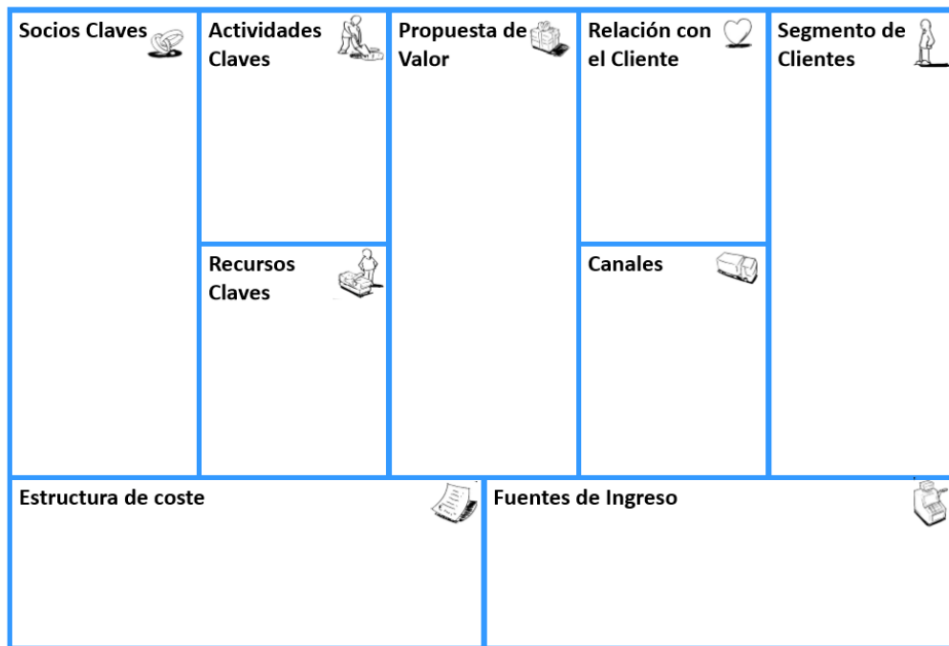 Socios Claves
Actividades
Claves
Propuesta de
Valor
Relación con
el Cliente
Segmento de
Clientes
Recursos
Claves
Canales
Estructura de coste
Fuentes de Ingreso